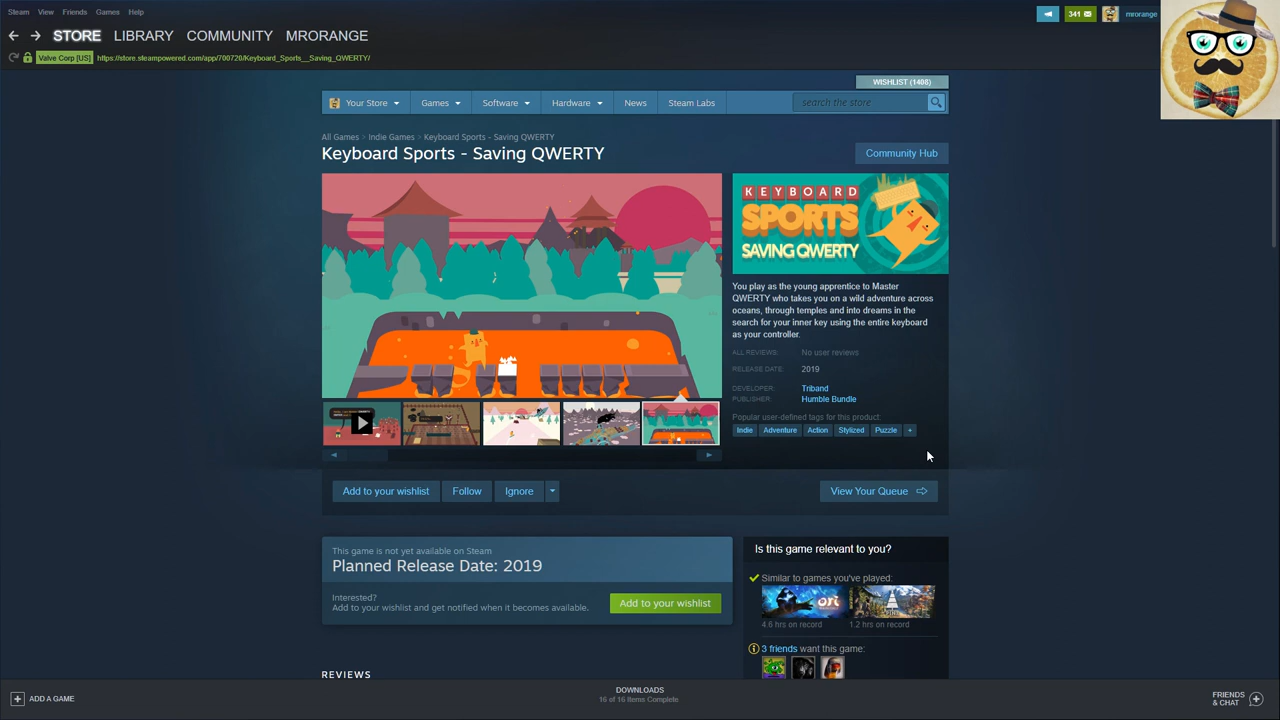 Steam View Friends Games Help
341
mrorange
STORE LIBRARY COMMUNITY MRORANGE
Valve Corp [US] https://store.steampowered.com/app/700720/Keyboard_Sports__Saving_QWERTY/
WISHLIST (1408)
Your Store Games Software Hardware News Steam Labs
search the store
All Games > Indie Games > Keyboard Sports - Saving QWERTY
Keyboard Sports - Saving QWERTY
Community Hub
KEYBOARD
SPORTS
SAVING QWERTY
You play as the young apprentice to Master
QWERTY who takes you on a wild adventure across
oceans, through temples and into dreams in the
search for your inner key using the entire keyboard
as your controller.
ALL REVIEWS: No user reviews
RELEASE DATE: 2019
DEVELOPER: Triband
PUBLISHER: Humble Bundle
Popular user-defined tags for this product:
Indie Adventure Action Stylized Puzzle +
Add to your wishlist Follow Ignore
View Your Queue
This game is not yet available on Steam
Planned Release Date: 2019
Interested?
Add to your wishlist and get notified when it becomes available.
Add to your wishlist
Is this game relevant to you?
Similar to games you've played:
ori
4.6 hrs on record 1.2 hrs on record
3 friends want this game:
REVIEWS
ADD A GAME
DOWNLOADS
16 of 16 Items Complete
FRIENDS
& CHAT